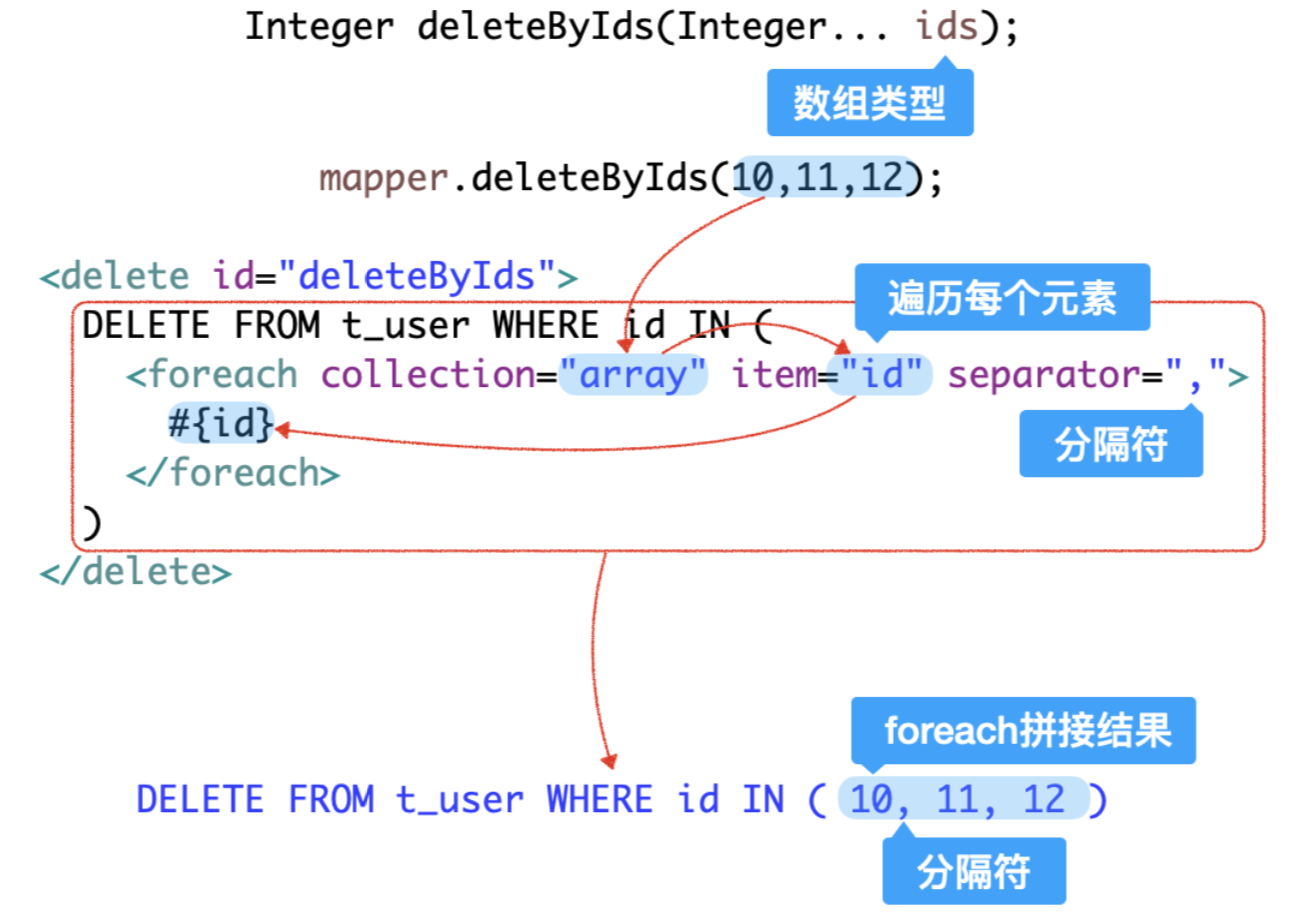 Integer deleteByIds(Integer... ids);
数组类型
mapper.deleteByIds(10,11,12);
<delete id="deleteByIds">
遍历每个元素
DELETE FROM t_user WHERE id IN (
<foreach collection="array" item="id" separator=",">
#{id}
分隔符
</foreach>
)
</delete>
foreach拼接结果
DELETE FROM t_user WHERE id IN ( 10, 11, 12 )
分隔符